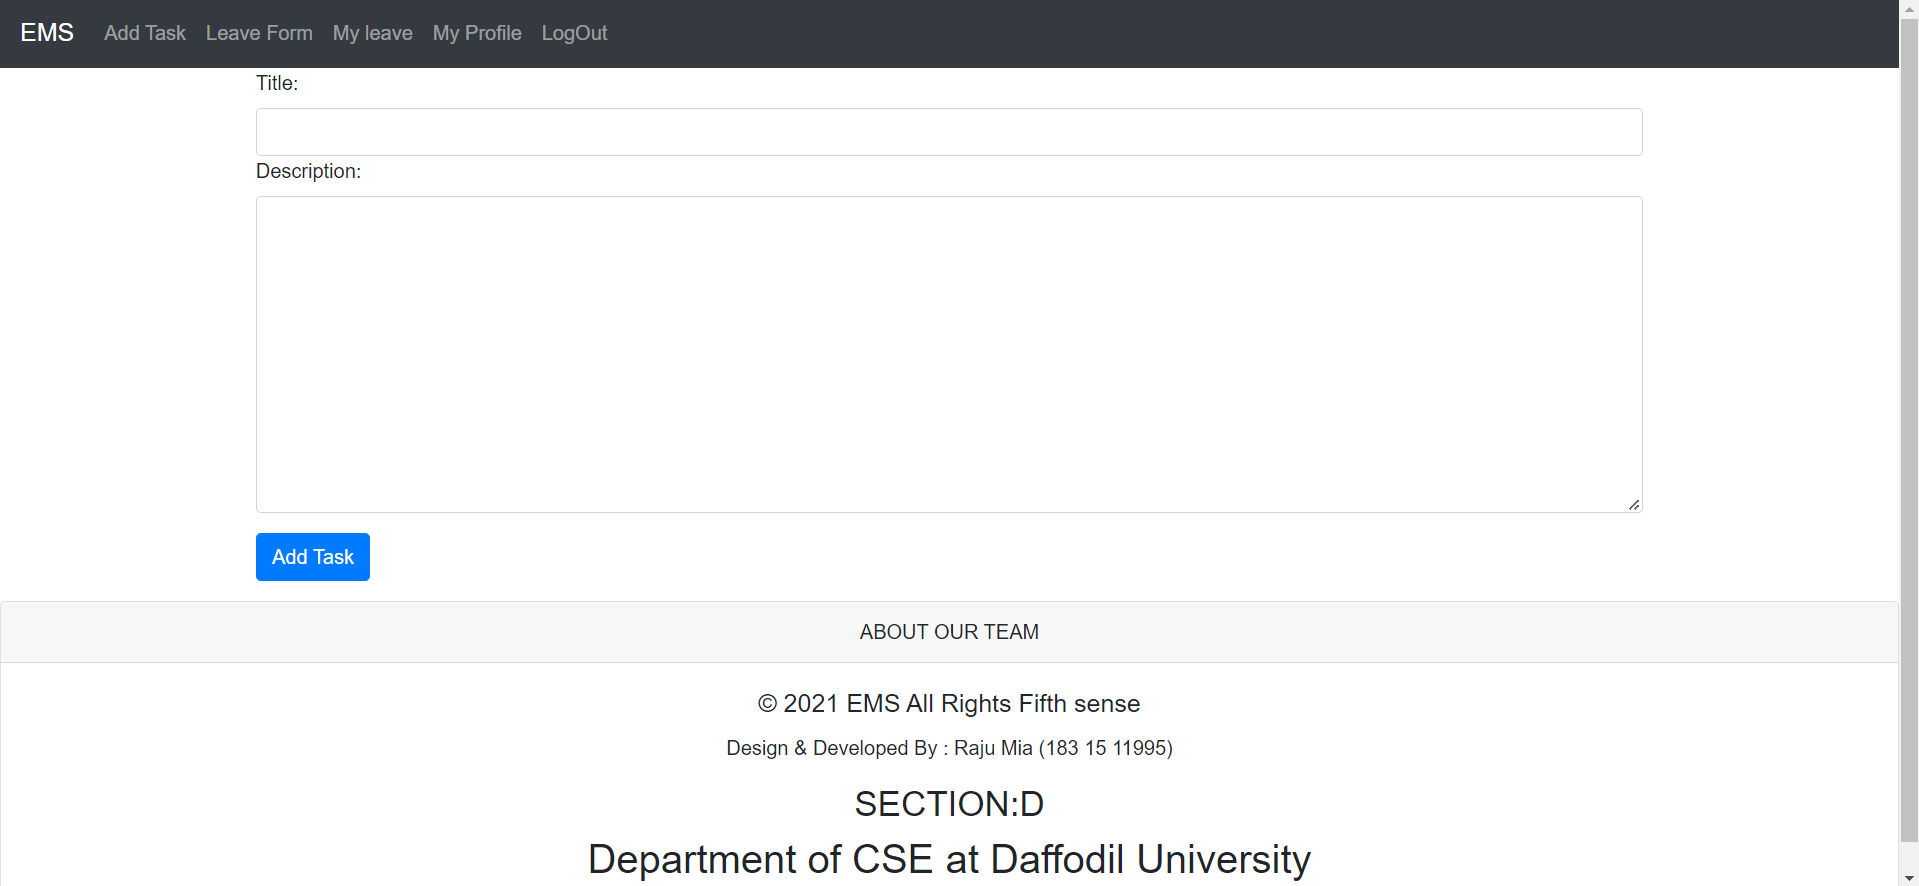 EMS Add Task Leave Form My leave My Profile LogOut
Title:
Description:
Add Task
ABOUT OUR TEAM
© 2021 EMS All Rights Fifth sense
Design & Developed By : Raju Mia (183 15 11995)
SECTION:D
Department of CSE at Daffodil University